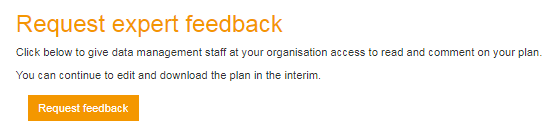 Request expert feedback
Click below to give data management staff at your organisation access to read and comment on your plan.
You can continue to edit and download the plan in the interim.
Request feedback